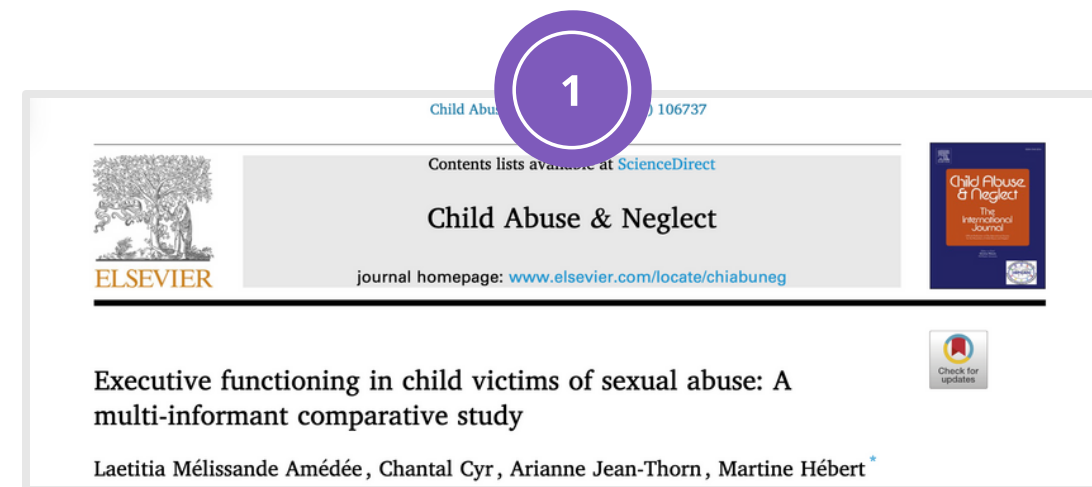 1
Child Abu ) 106737
Contents lists available at ScienceDirect
Child Abuse & Neglect
journal homepage: www.elsevier.com/locate/chiabuneg
ELSEVIER
Child Abuse
& Neglect
The
International
Journal
Check for
updates
Executive functioning in child victims of sexual abuse: A
multi-informant comparative study
Laetitia Mélissande Amédée, Chantal Cyr, Arianne Jean-Thorn, Martine Hébert *